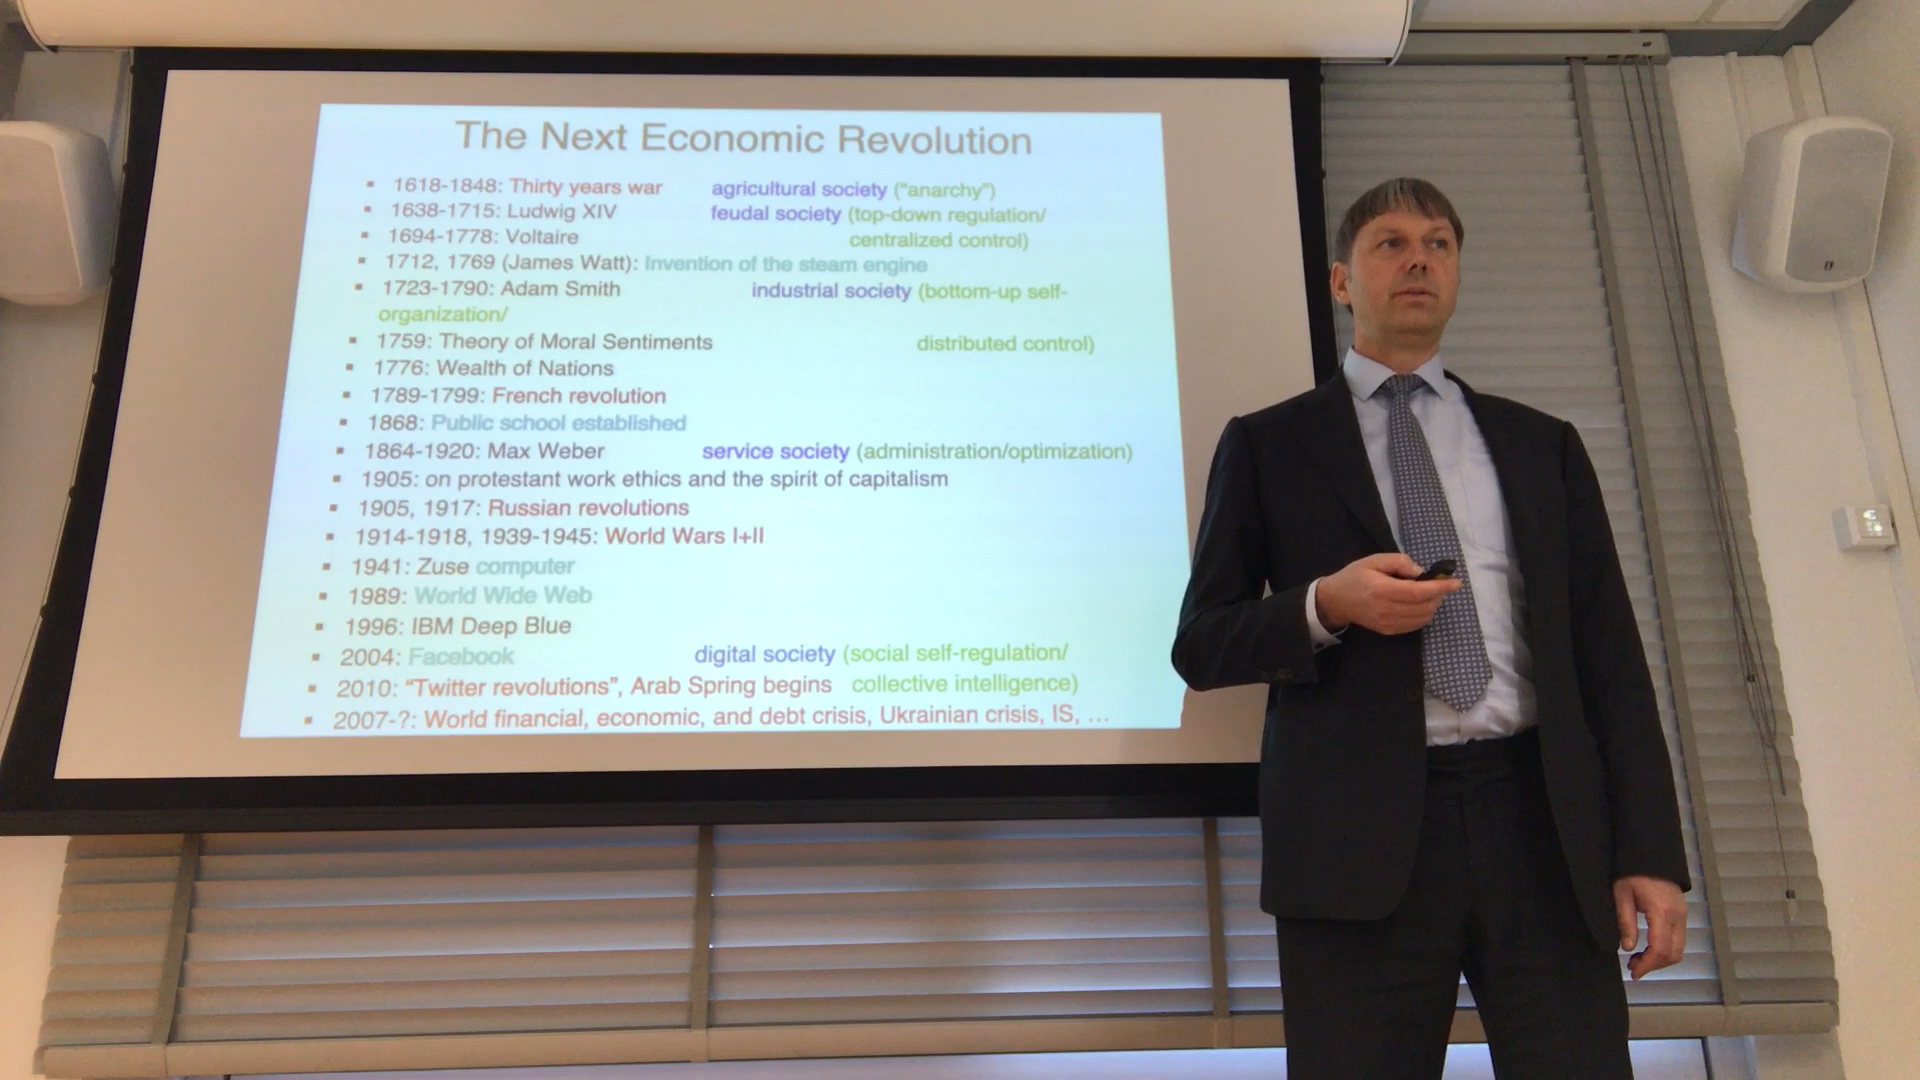 The Next Economic Revolution
▪ 1618-1848: Thirty years war agricultural society (“anarchy”)
▪ 1638-1715: Ludwig XIV feudal society (top-down regulation/
▪ 1694-1778: Voltaire centralized control)
▪ 1712, 1769 (James Watt): Invention of the steam engine
▪ 1723-1790: Adam Smith industrial society (bottom-up self-
organization/
▪ 1759: Theory of Moral Sentiments distributed control)
▪ 1776: Wealth of Nations
▪ 1789-1799: French revolution
▪ 1868: Public school established
▪ 1864-1920: Max Weber service society (administration/optimization)
▪ 1905: on protestant work ethics and the spirit of capitalism
▪ 1905, 1917: Russian revolutions
▪ 1914-1918, 1939-1945: World Wars I+II
▪ 1941: Zuse computer
▪ 1989: World Wide Web
▪ 1996: IBM Deep Blue
▪ 2004: Facebook digital society (social self-regulation/
▪ 2010: “Twitter revolutions”, Arab Spring begins collective intelligence)
▪ 2007-?: World financial, economic, and debt crisis, Ukrainian crisis, IS, …